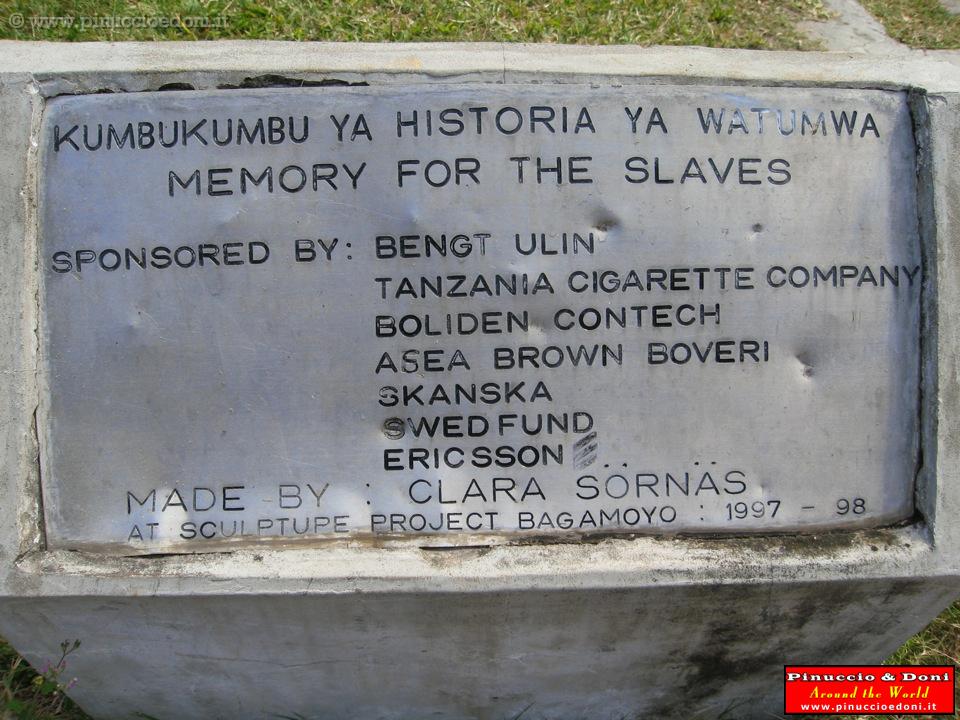 © www.pinuccioedoni.it
KUMBUKUMBU YA HISTORIA YA WATUMWA
MEMORY FOR THE SLAVES
SPONSORED BY: BENGT ULIN
TANZANIA CIGARETTE COMPANY
BOLIDEN CONTECH
ASEA BROWN BOVERI
SKANSKA
SWEDFUND
ERICSSON
MADE BY : CLARA SÖRNÄS
AT SCULPTUPE PROJECT BAGAMOYO : 1997 - 98
Pinuccio & Doni
Around the World
www.pinuccioedoni.it